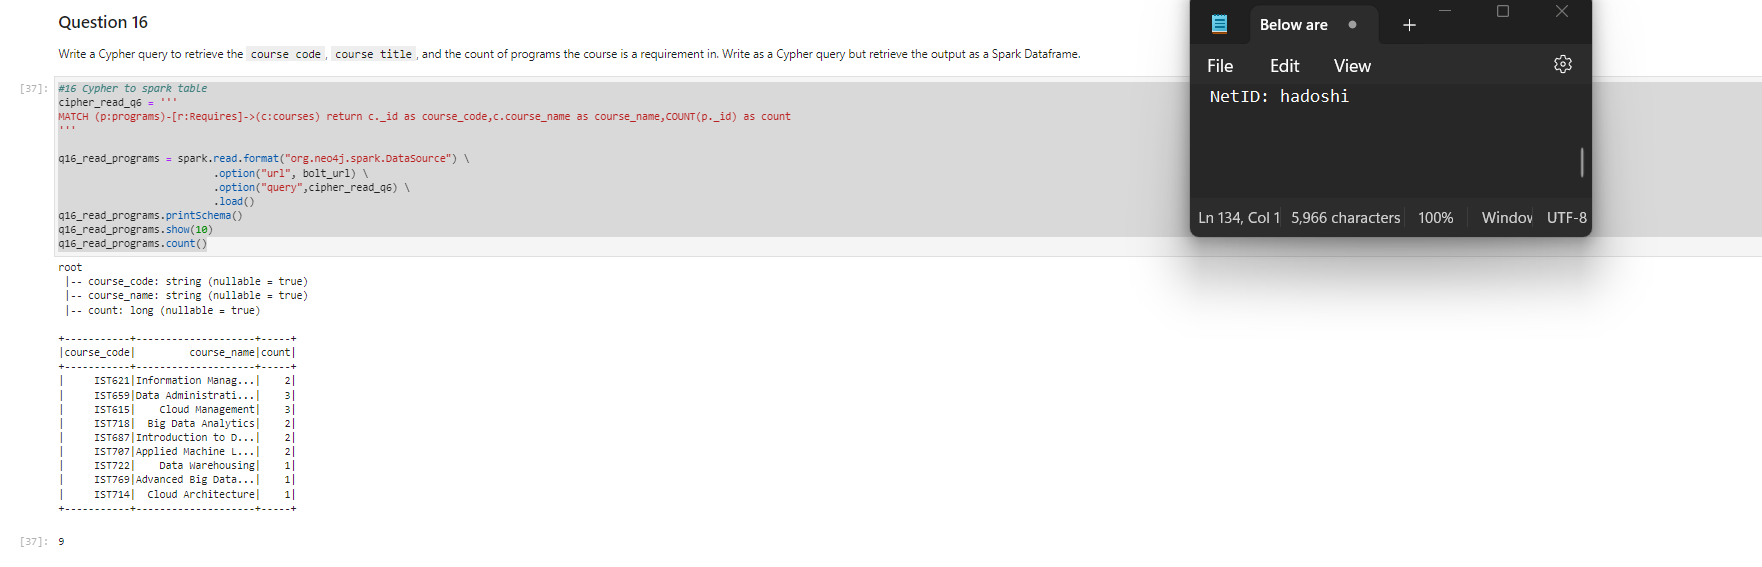 Question 16
Write a Cypher query to retrieve the course code, course title, and the count of programs the course is a requirement in. Write as a Cypher query but retrieve the output as a Spark Dataframe.
[37]: #16 Cypher to spark table
cipher_read_q6 = '''
MATCH (p:programs)-[r:Requires]->(c:courses) return c._id as course_code,c.course_name as course_name,COUNT(p._id) as count
'''
q16_read_programs = spark.read.format("org.neo4j.spark.DataSource") \
.option("url", bolt_url) \
.option("query",cipher_read_q6) \
.load()
q16_read_programs.printSchema()
q16_read_programs.show(10)
q16_read_programs.count()
root
|-- course_code: string (nullable = true)
|-- course_name: string (nullable = true)
|-- count: long (nullable = true)
+-----------+--------------------+-----+
|course_code|         course_name|count|
+-----------+--------------------+-----+
|     IST621|Information Manag...|    2|
|     IST659|Data Administrati...|    3|
|     IST615|    Cloud Management|    3|
|     IST718|  Big Data Analytics|    2|
|     IST687|Introduction to D...|    2|
|     IST707|Applied Machine L...|    2|
|     IST722|    Data Warehousing|    1|
|     IST769|Advanced Big Data...|    1|
|     IST714|  Cloud Architecture|    1|
+-----------+--------------------+-----+
[37]: 9
Below are
File Edit View
NetID: hadoshi
Ln 134, Col 1 5,966 characters 100% Window UTF-8